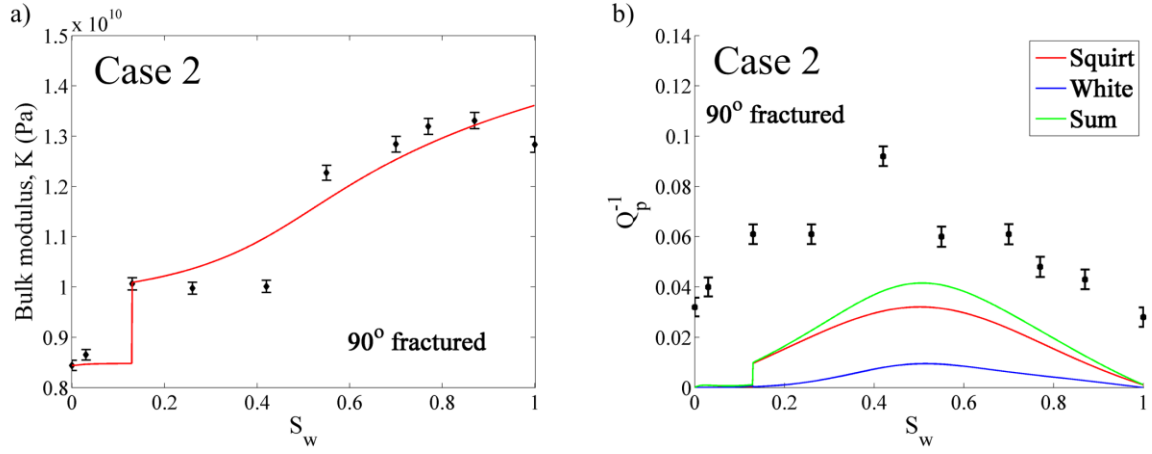 a)
x 10¹⁰
1.5
1.4
1.3
1.2
1.1
1
0.9
0.8
Bulk modulus, K (Pa)
Case 2
90° fractured
0
0.2
0.4
0.6
0.8
1
S_w
b)
0.14
0.12
0.1
0.08
0.06
0.04
0.02
0
Q_p^-1
Case 2
90° fractured
Squirt
White
Sum
0
0.2
0.4
0.6
0.8
1
S_w